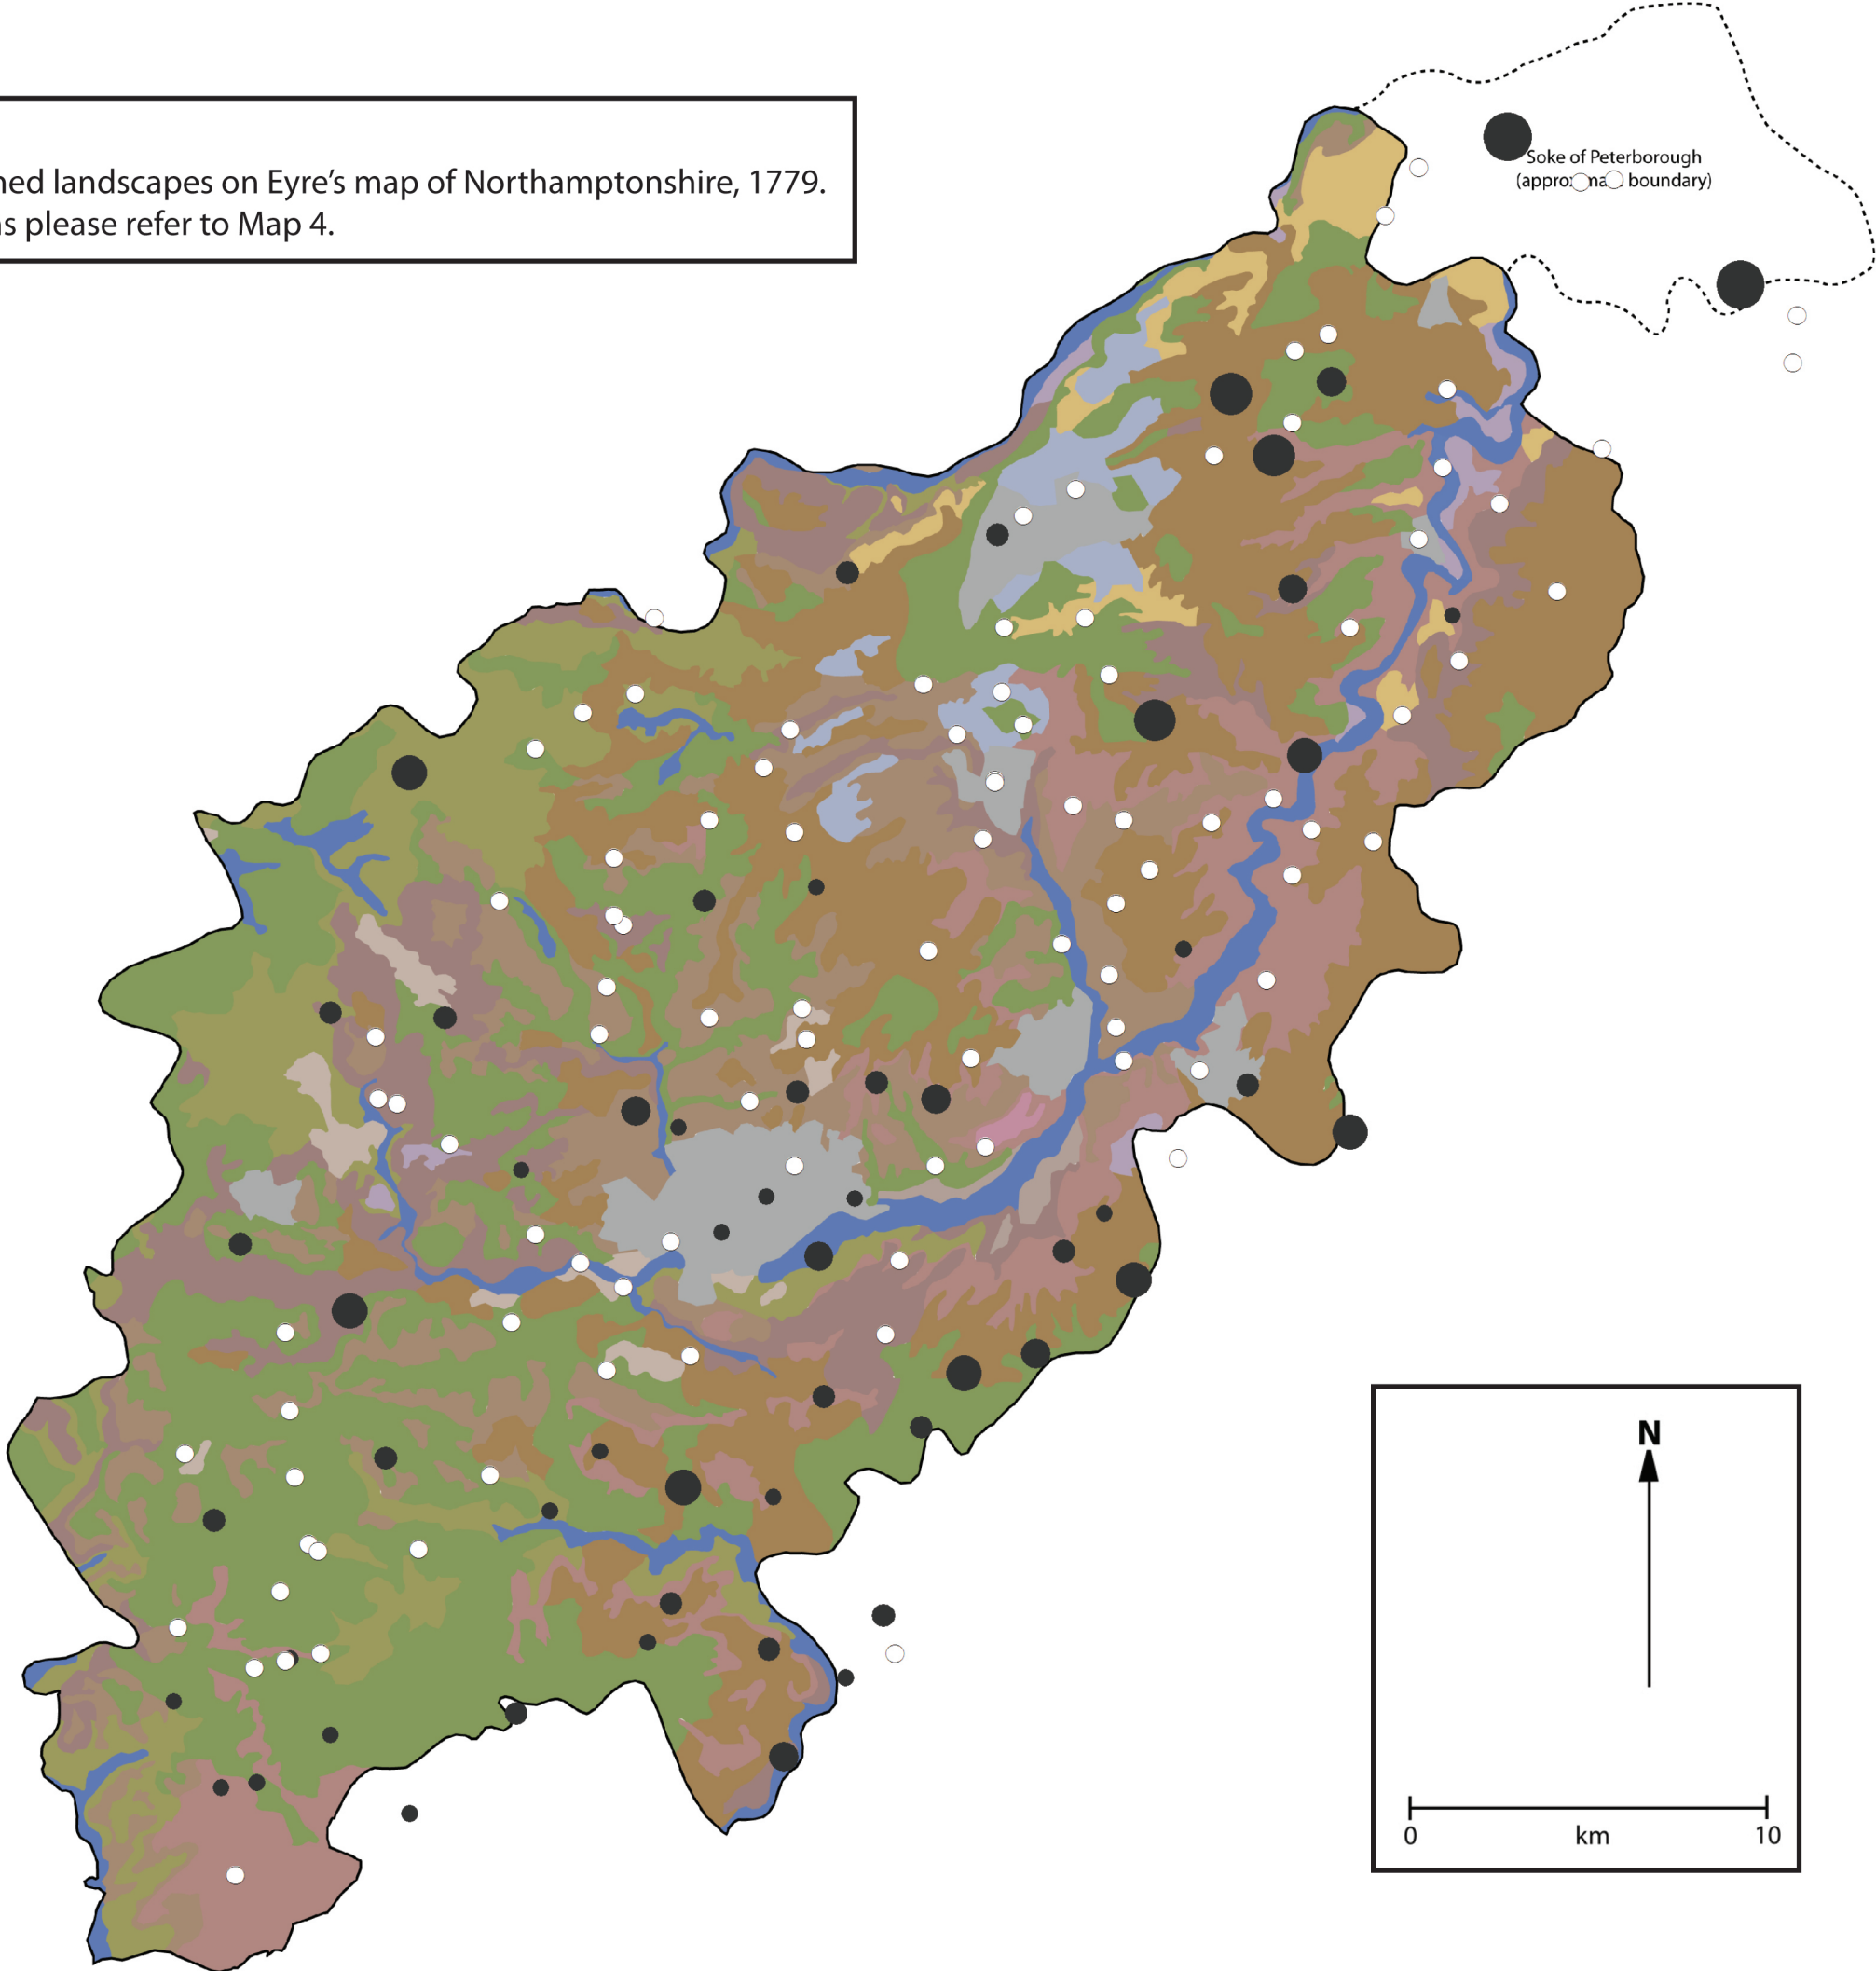 ned landscapes on Eyre's map of Northamptonshire, 1779.
s please refer to Map 4.
Soke of Peterborough
boundary)
N
0 km 10